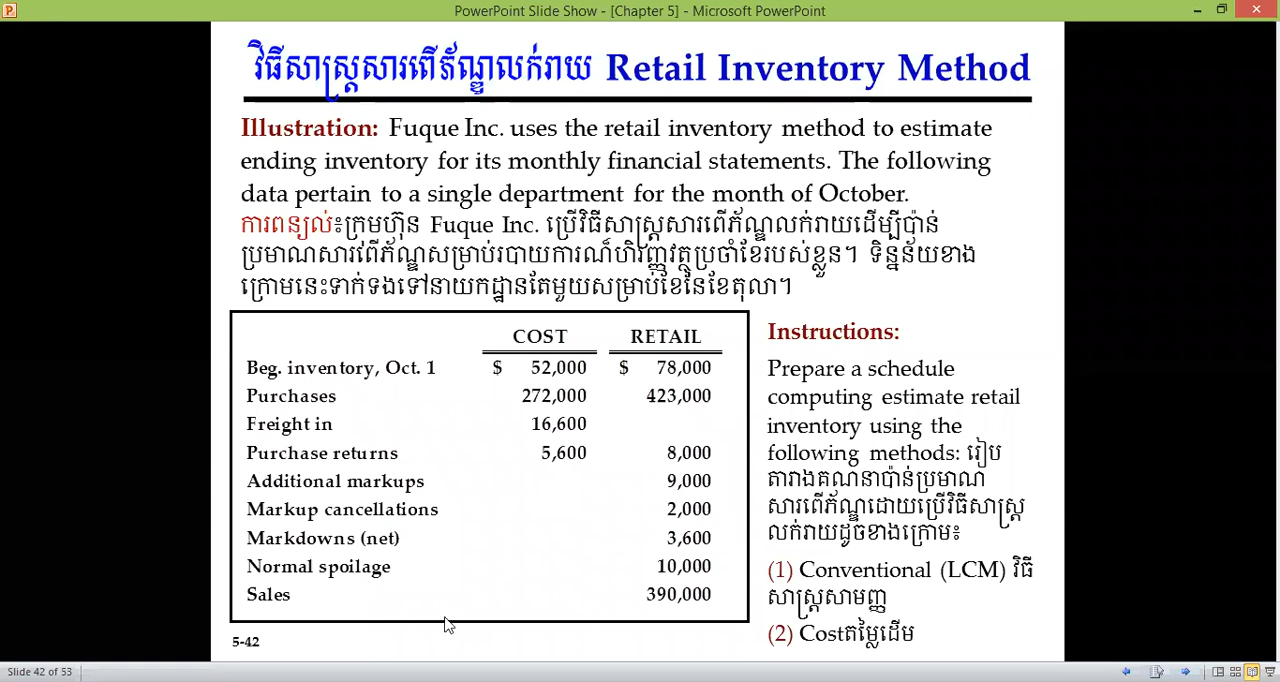 PowerPoint Slide Show - [Chapter 5] - Microsoft PowerPoint
វិធីសាស្ត្រសារពើភ័ណ្ឌលក់រាយ Retail Inventory Method
Illustration: Fuque Inc. uses the retail inventory method to estimate
ending inventory for its monthly financial statements. The following
data pertain to a single department for the month of October.
ការពន្យល់៖ក្រមហ៊ុន Fuque Inc. ប្រើវិធីសាស្ត្រសារពើភ័ណ្ឌលក់រាយដើម្បីប៉ាន់
ប្រមាណសារពើភ័ណ្ឌសម្រាប់របាយការណ៏ហិរញ្ញវត្ថុប្រចាំខែរបស់ខ្លួន។ ទិន្នន័យខាង
ក្រោមនេះទាក់ទងទៅនាយកដ្ឋានតែមួយសម្រាប់ខែនៃខែតុលា។
COST RETAIL
Beg. inventory, Oct. 1 $ 52,000 $ 78,000
Purchases 272,000 423,000
Freight in 16,600
Purchase returns 5,600 8,000
Additional markups 9,000
Markup cancellations 2,000
Markdowns (net) 3,600
Normal spoilage 10,000
Sales 390,000
Instructions:
Prepare a schedule
computing estimate retail
inventory using the
following methods: រៀប
តារាងគណនាប៉ាន់ប្រមាណ
សារពើភ័ណ្ឌដោយប្រើវិធីសាស្ត្រ
លក់រាយដូចខាងក្រោម៖
(1) Conventional (LCM) វិធី
សាស្ត្រសាមញ្ញ
(2) Costតម្លៃដើម
5-42
Slide 42 of 53